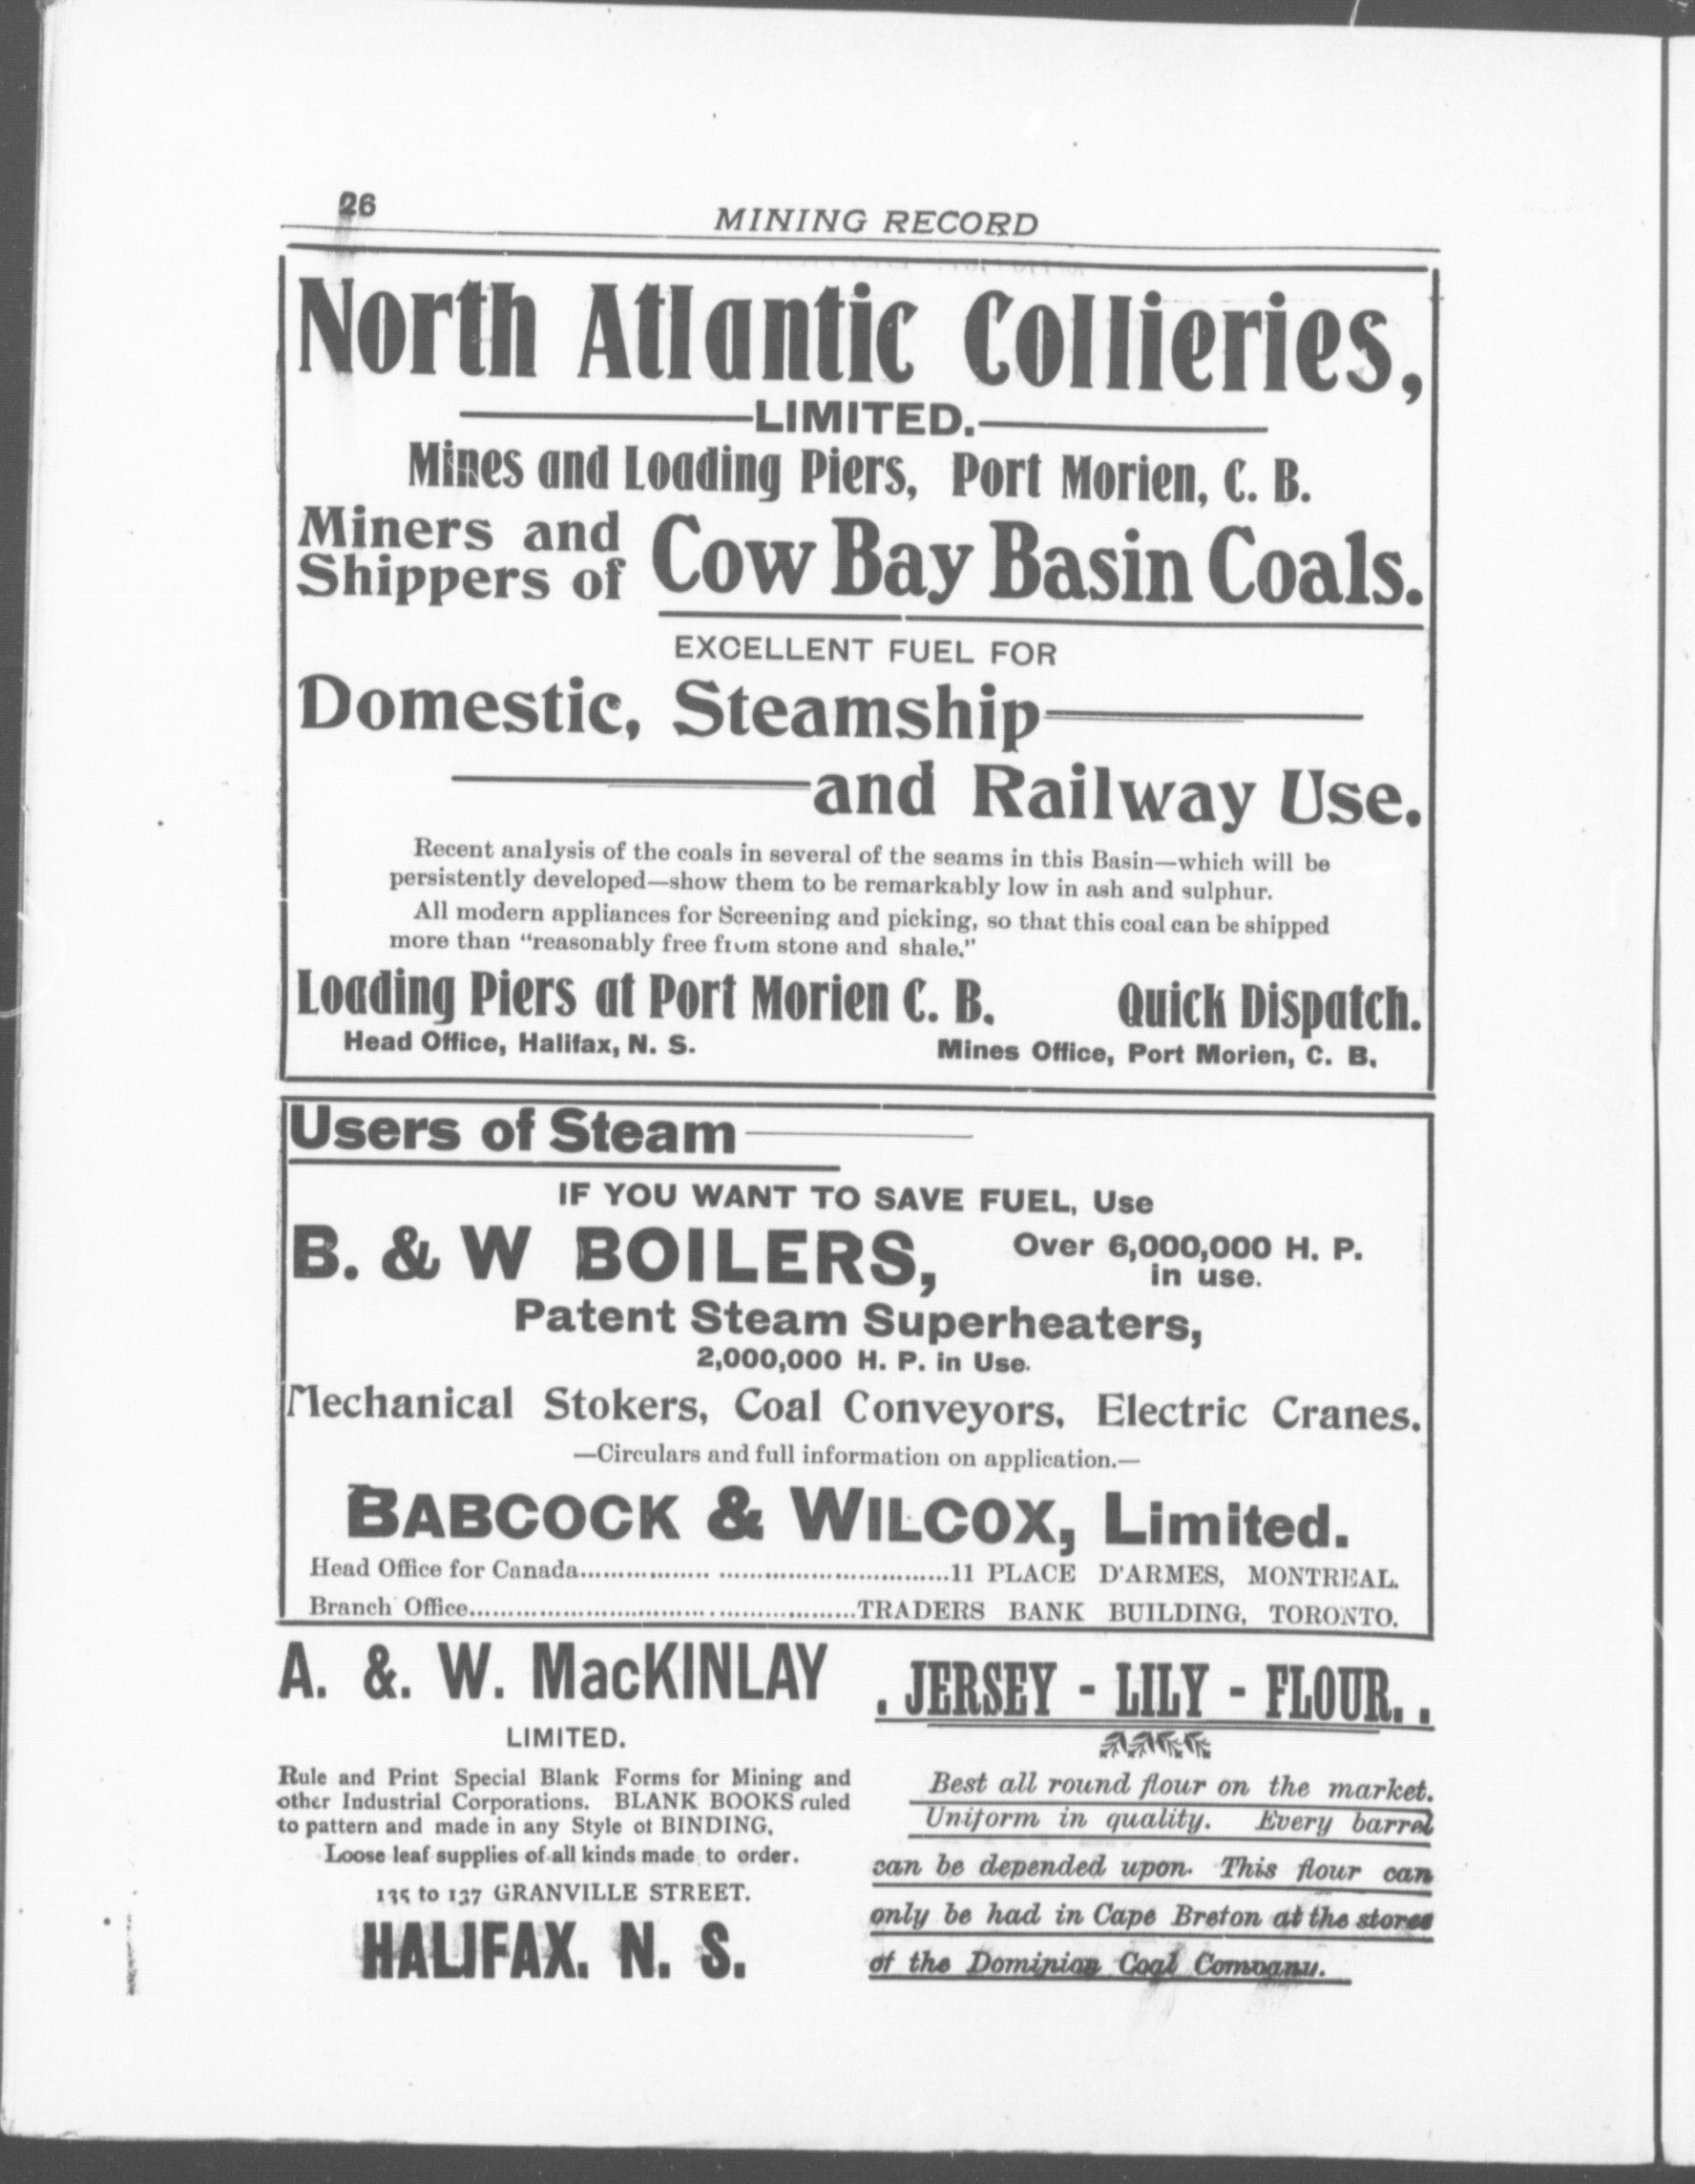 26
MINING RECORD
North Atlantic Collieries,
LIMITED.
Mines and Loading Piers, Port Morien, C. B.
Miners and
Shippers of
Cow Bay Basin Coals.
EXCELLENT FUEL FOR
Domestic, Steamship
and Railway Use.
Recent analysis of the coals in several of the seams in this Basin—which will be
persistently developed—show them to be remarkably low in ash and sulphur.
All modern appliances for Screening and picking, so that this coal can be shipped
more than "reasonably free from stone and shale."
Loading Piers at Port Morien C. B. Quick Dispatch.
Head Office, Halifax, N. S. Mines Office, Port Morien, C. B.
Users of Steam
IF YOU WANT TO SAVE FUEL, Use
B. & W BOILERS,
Over 6,000,000 H. P.
in use.
Patent Steam Superheaters,
2,000,000 H. P. in Use.
Mechanical Stokers, Coal Conveyors, Electric Cranes.
—Circulars and full information on application.—
BABCOCK & WILCOX, Limited.
Head Office for Canada.................................................11 PLACE D'ARMES, MONTREAL.
Branch Office....................................................TRADERS BANK BUILDING, TORONTO.
A. &. W. MacKINLAY
LIMITED.
Rule and Print Special Blank Forms for Mining and
other Industrial Corporations. BLANK BOOKS ruled
to pattern and made in any Style of BINDING,
Loose leaf supplies of all kinds made to order.
135 to 137 GRANVILLE STREET.
HALIFAX. N. S.
. JERSEY - LILY - FLOUR. .
Best all round flour on the market.
Uniform in quality. Every barrel
can be depended upon. This flour can
only be had in Cape Breton at the stores
of the Dominion Coal Company.